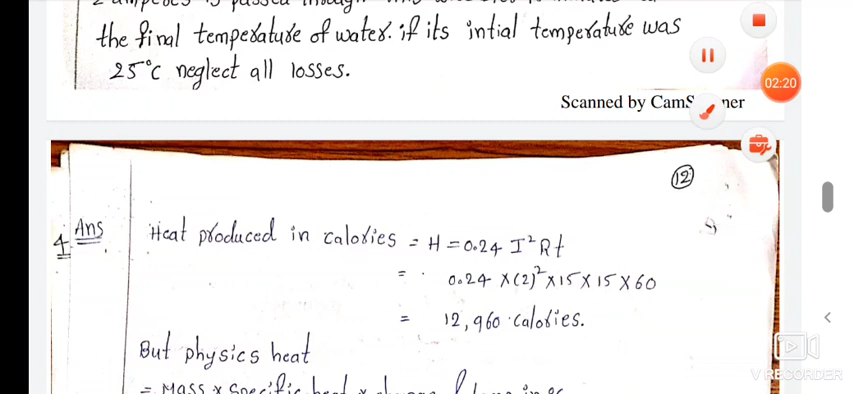 the final temperature of water. if its intial temperature was
25°c neglect all losses.
02:20
Scanned by CamS ner
12
4 Ans
Heat produced in calories = H = 0.24 I²Rt
= 0.24 × (2)² × 15 × 15 × 60
= 12,960 calories.
But physics heat
= Mass × specific heat × change
V RECORDER